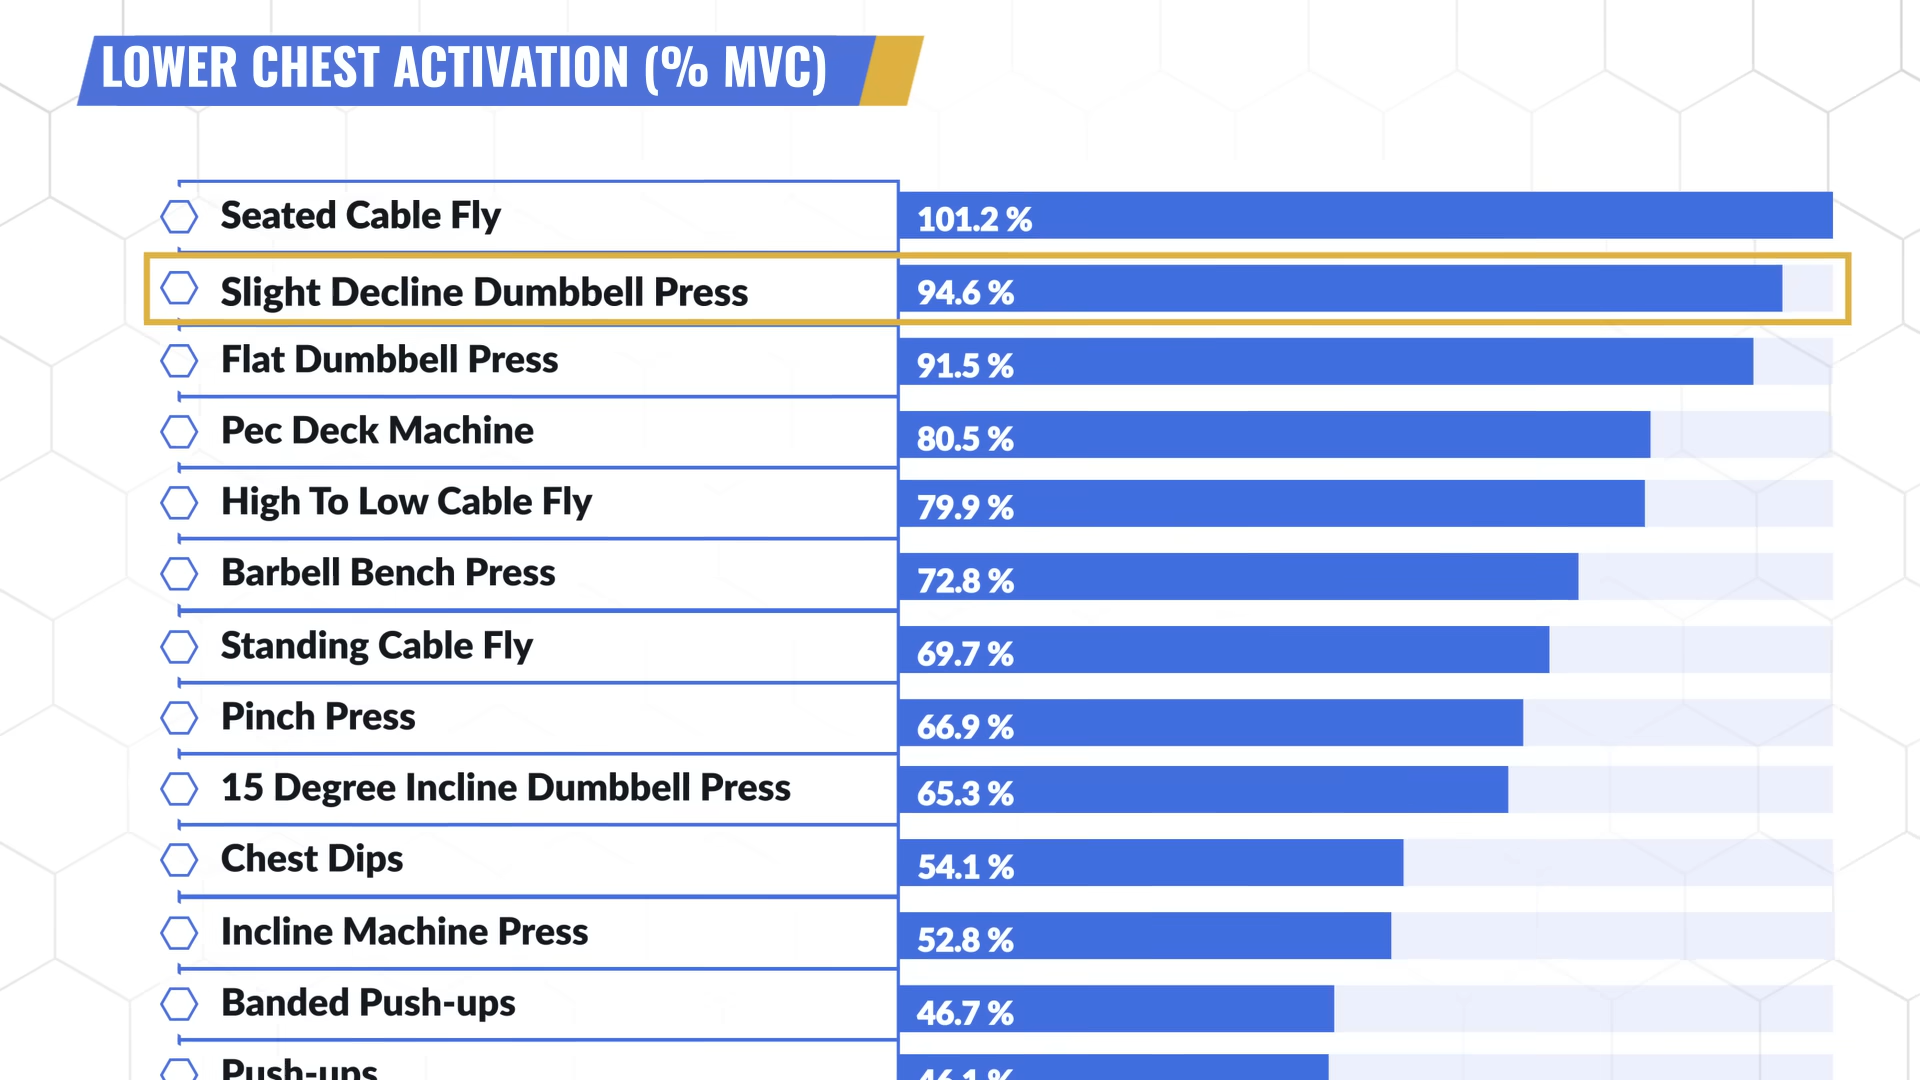 LOWER CHEST ACTIVATION (% MVC)
Seated Cable Fly 101.2 %
Slight Decline Dumbbell Press 94.6 %
Flat Dumbbell Press 91.5 %
Pec Deck Machine 80.5 %
High To Low Cable Fly 79.9 %
Barbell Bench Press 72.8 %
Standing Cable Fly 69.7 %
Pinch Press 66.9 %
15 Degree Incline Dumbbell Press 65.3 %
Chest Dips 54.1 %
Incline Machine Press 52.8 %
Banded Push-ups 46.7 %
Push-ups 46.1 %